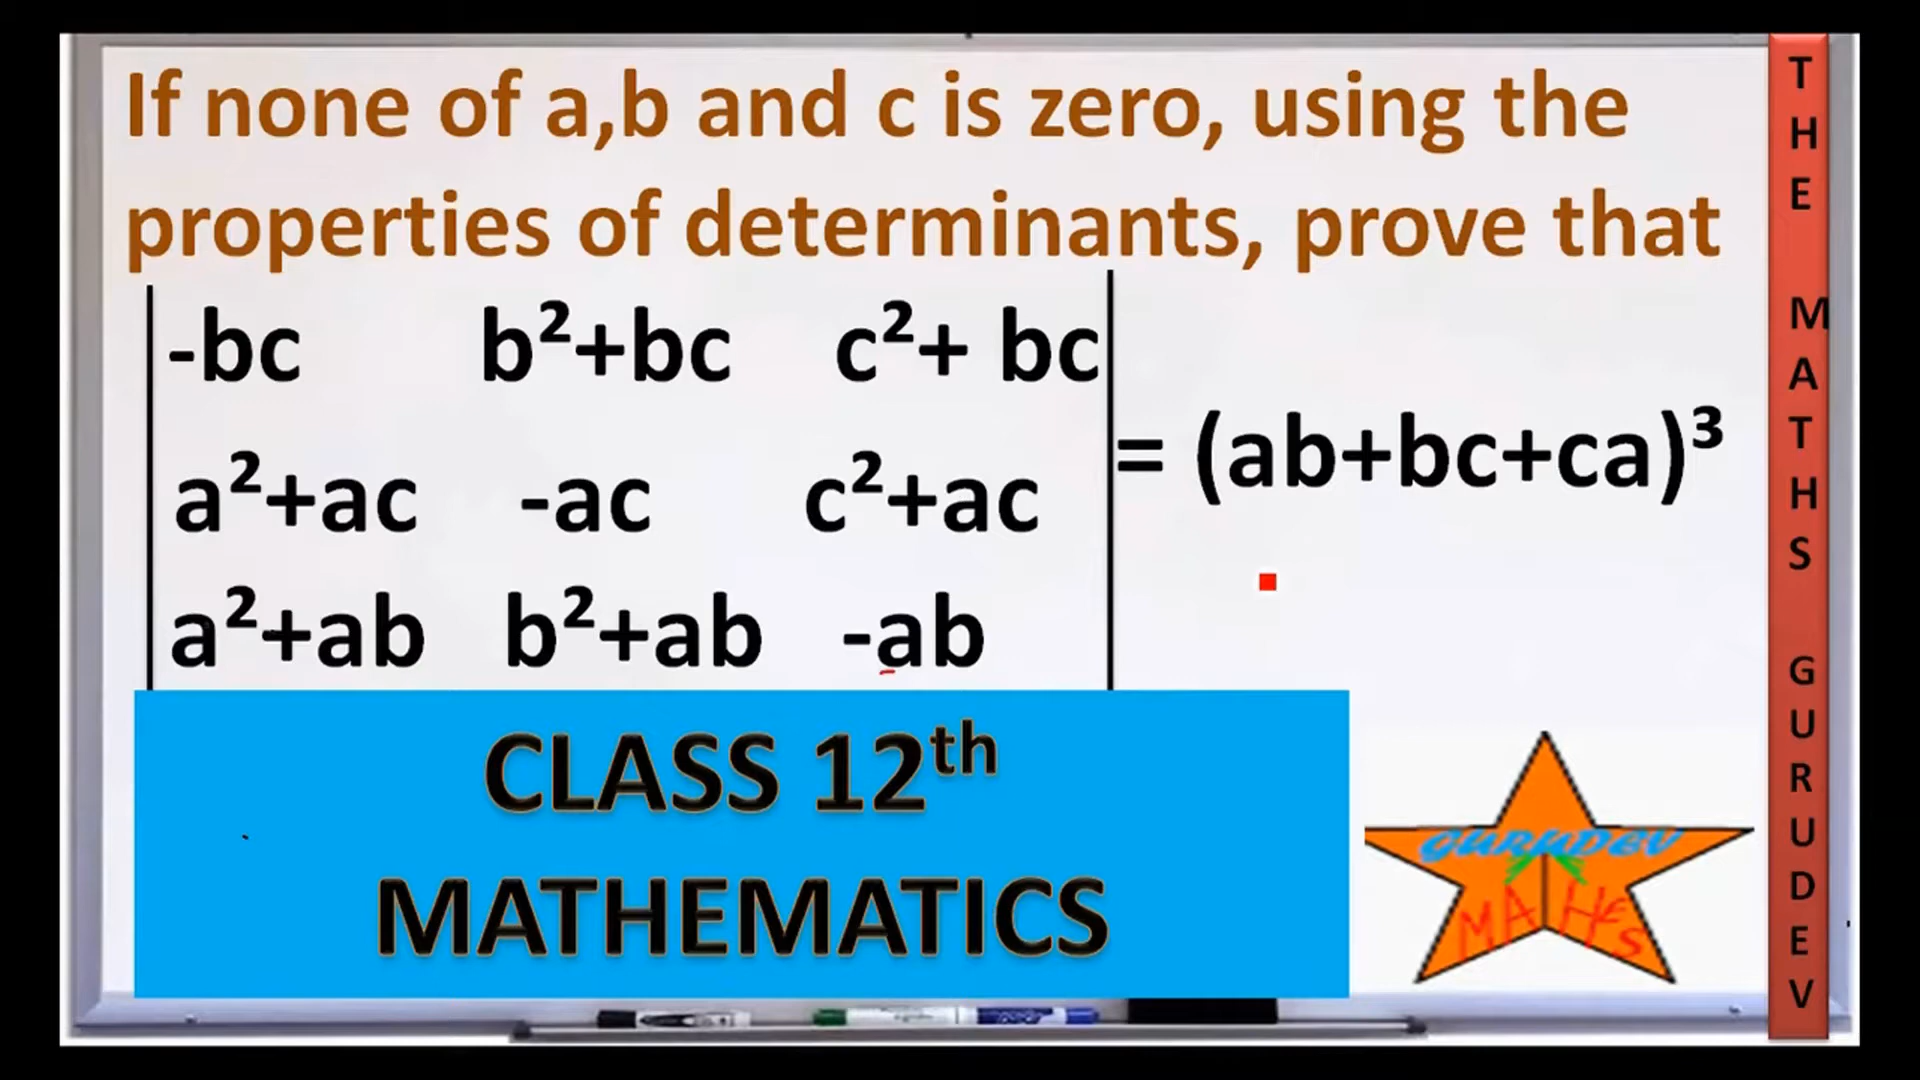 If none of a,b and c is zero, using the
properties of determinants, prove that
-bc b²+bc c²+ bc
a²+ac -ac c²+ac = (ab+bc+ca)³
a²+ab b²+ab -ab
CLASS 12th
MATHEMATICS
GURUDEV
MATHS
THE MATHS GURUDEV